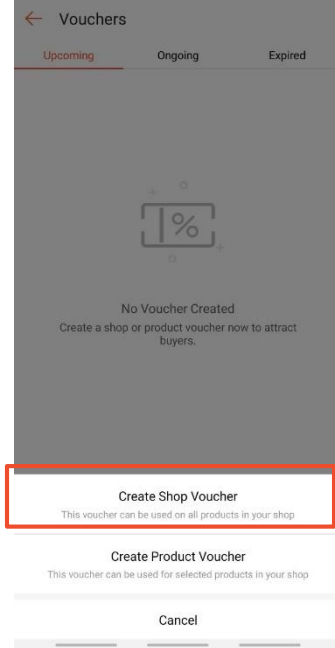 Vouchers
Upcoming Ongoing Expired
%
No Voucher Created
Create a shop or product voucher now to attract
buyers.
Create Shop Voucher
This voucher can be used on all products in your shop
Create Product Voucher
This voucher can be used for selected products in your shop
Cancel